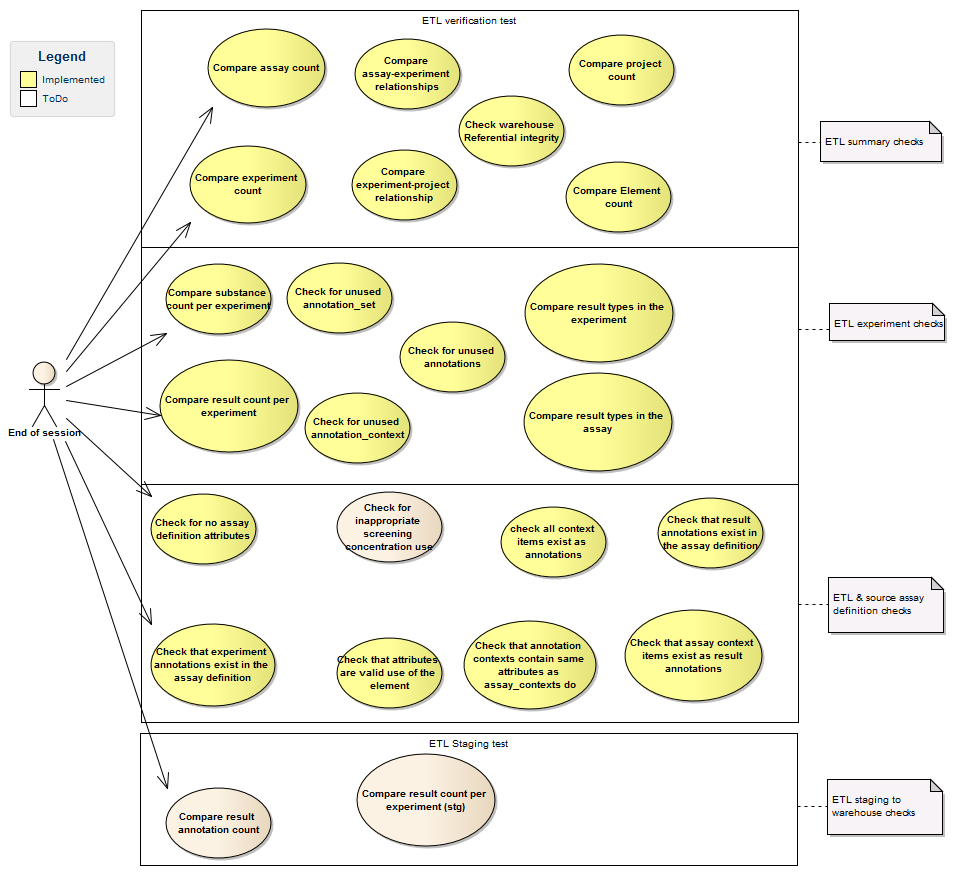 ETL verification test
Legend
Implemented
ToDo
Compare assay count
Compare
assay-experiment
relationships
Compare project
count
Check warehouse
Referential integrity
ETL summary checks
Compare experiment
count
Compare
experiment-project
relationship
Compare Element
count
Compare substance
count per experiment
Check for unused
annotation_set
Compare result types in the
experiment
ETL experiment checks
Check for unused
annotations
Compare result count per
experiment
Check for unused
annotation_context
Compare result types in the
assay
End of session
Check for no assay
definition attributes
Check for
inappropriate
screening
concentration use
check all context
items exist as
annotations
Check that result
annotations exist in
the assay definition
ETL & source assay
definition checks
Check that experiment
annotations exist in the
assay definition
Check that attributes
are valid use of the
element
Check that annotation
contexts contain same
attributes as
assay_contexts do
Check that assay context
items exist as result
annotations
ETL Staging test
Compare result
annotation count
Compare result count per
experiment (stg)
ETL staging to
warehouse checks